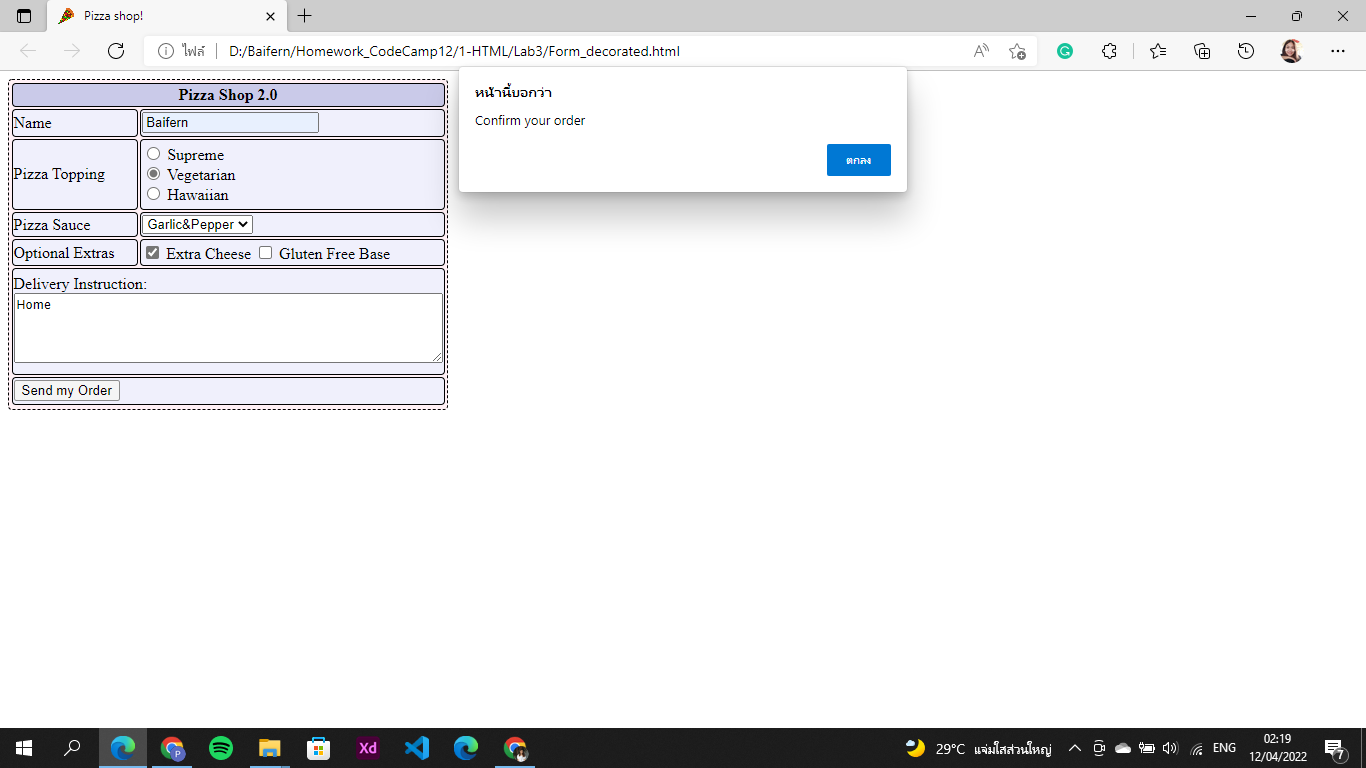 Pizza shop!
ไฟล์
D:/Baifern/Homework_CodeCamp12/1-HTML/Lab3/Form_decorated.html
Pizza Shop 2.0
Name
Baifern
Pizza Topping
Supreme
Vegetarian
Hawaiian
Pizza Sauce
Garlic&Pepper
Optional Extras
Extra Cheese Gluten Free Base
Delivery Instruction:
Home
Send my Order
หน้านี้บอกว่า
Confirm your order
ตกลง
Xd
29°C แจ่มใสส่วนใหญ่
ENG
02:19
12/04/2022
7